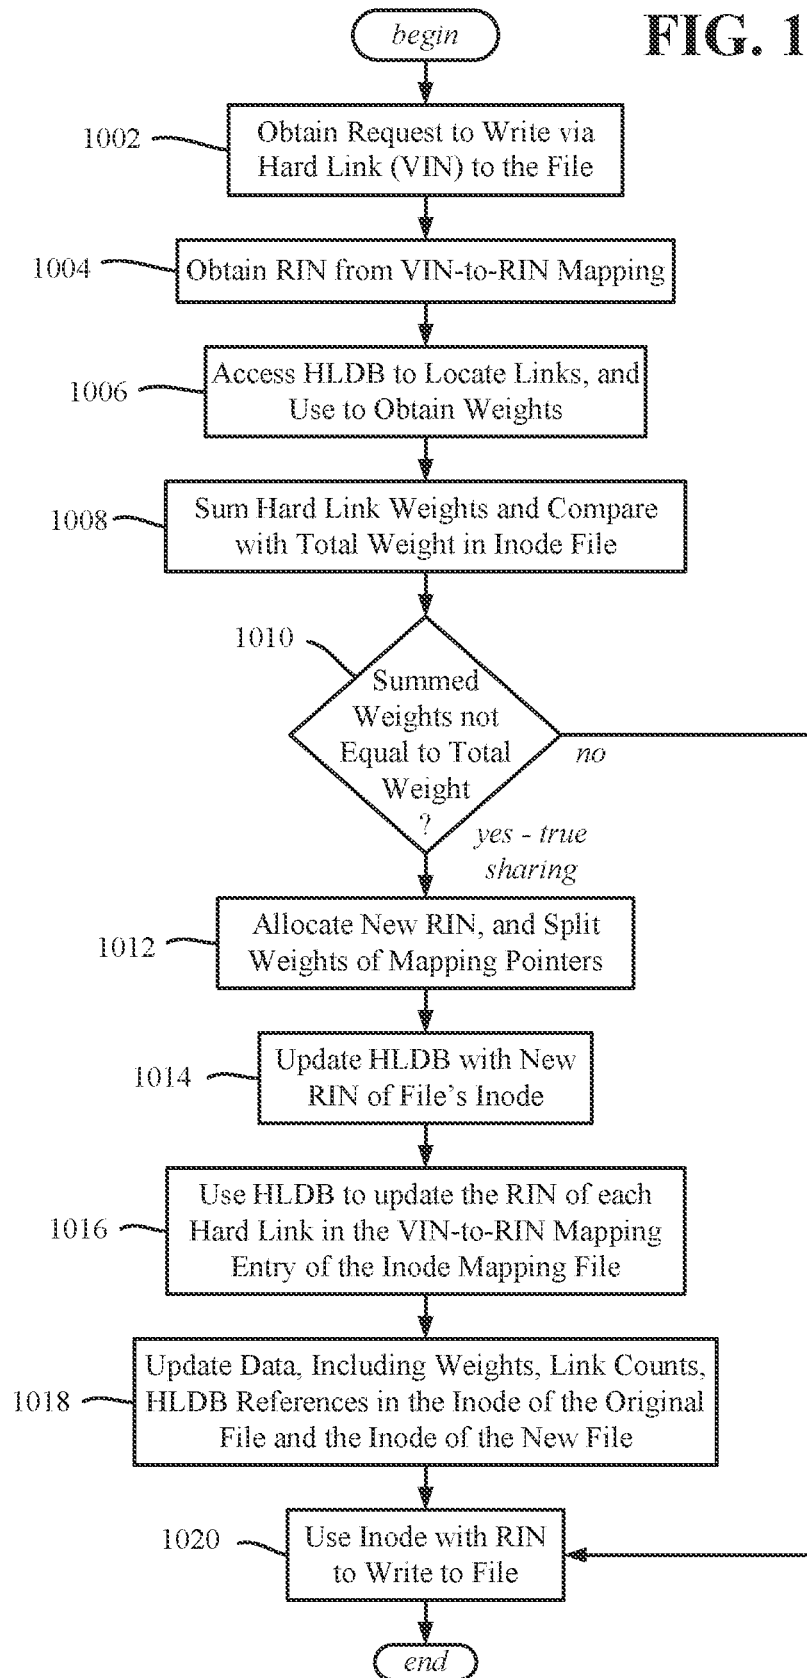 begin
FIG. 1
1002
Obtain Request to Write via
Hard Link (VIN) to the File
1004
Obtain RIN from VIN-to-RIN Mapping
1006
Access HLDB to Locate Links, and
Use to Obtain Weights
1008
Sum Hard Link Weights and Compare
with Total Weight in Inode File
1010
Summed
Weights not
Equal to Total
Weight
?
no
yes - true
sharing
1012
Allocate New RIN, and Split
Weights of Mapping Pointers
1014
Update HLDB with New
RIN of File's Inode
1016
Use HLDB to update the RIN of each
Hard Link in the VIN-to-RIN Mapping
Entry of the Inode Mapping File
1018
Update Data, Including Weights, Link Counts,
HLDB References in the Inode of the Original
File and the Inode of the New File
1020
Use Inode with RIN
to Write to File
end